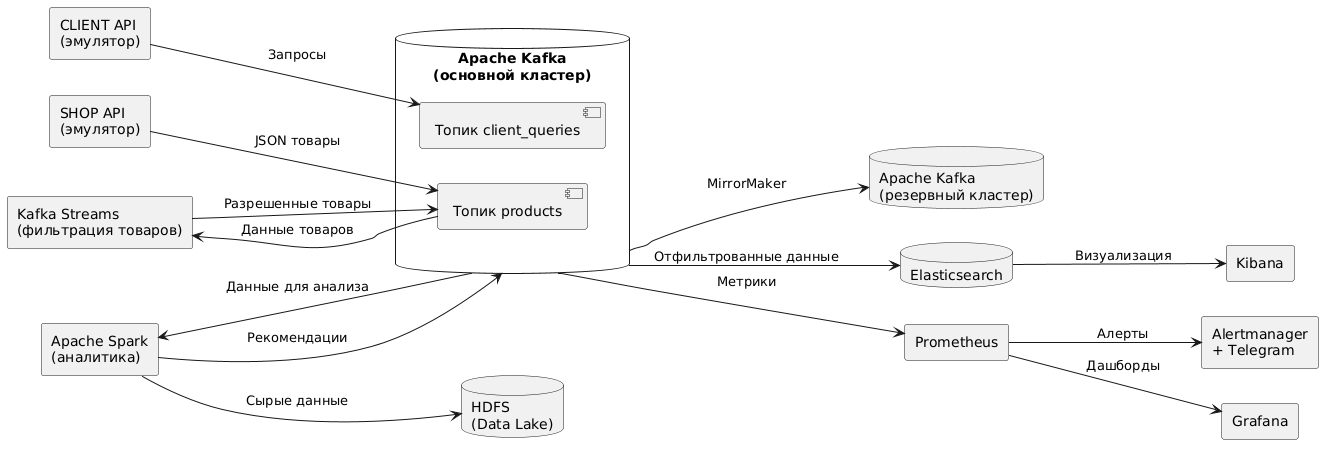 CLIENT API
(эмулятор)
Запросы
SHOP API
(эмулятор)
JSON товары
Kafka Streams
(фильтрация товаров)
Разрешенные товары
Данные товаров
Apache Spark
(аналитика)
Данные для анализа
Рекомендации
Сырые данные
Apache Kafka
(основной кластер)
Топик client_queries
Топик products
HDFS
(Data Lake)
MirrorMaker
Отфильтрованные данные
Метрики
Apache Kafka
(резервный кластер)
Elasticsearch
Визуализация
Kibana
Prometheus
Алерты
Дашборды
Alertmanager
+ Telegram
Grafana